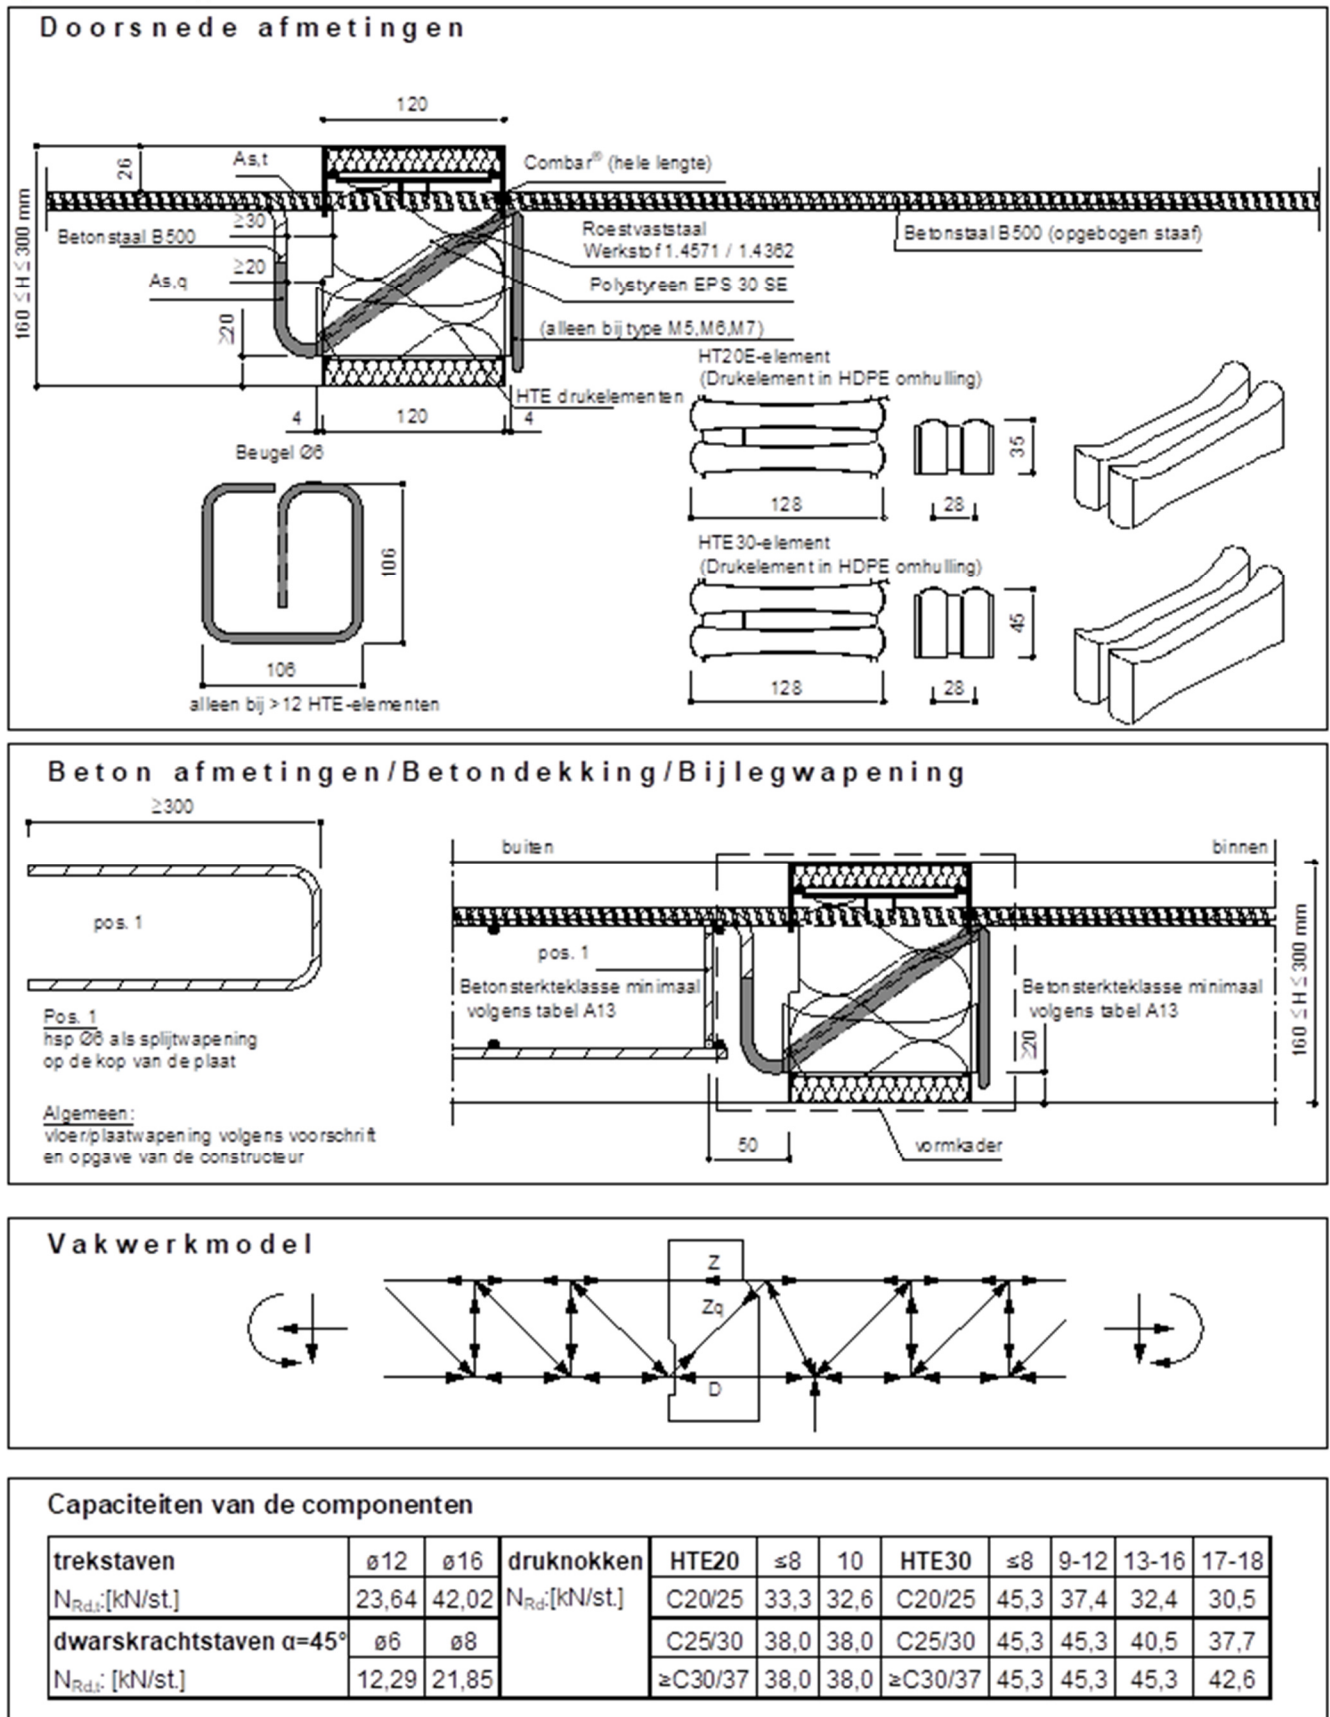 Doorsnede afmetingen
120
26
As,t
Combar® (hele lengte)
160 ≤ H ≤ 300 mm
≥30
Betonstaal B500
Roestvaststaal
Werkstof 1.4571 / 1.4362
Betonstaal B500 (opgebogen staaf)
≥20
As,q
Polystyreen EPS 30 SE
≥20
(alleen bij type M5,M6,M7)
HT20E-element
(Drukelement in HDPE omhulling)
HTE drukelementen
4
120
4
35
Beugel Ø6
128
28
HTE30-element
(Drukelement in HDPE omhulling)
106
45
106
128
28
alleen bij >12 HTE-elementen
Beton afmetingen/Betondekking/Bijlegwapening
≥300
buiten
binnen
pos. 1
pos. 1
Betonsterkteklasse minimaal
volgens tabel A13
Betonsterkteklasse minimaal
volgens tabel A13
160 ≤ H ≤ 300 mm
Pos. 1
hsp Ø6 als splijtwapening
op de kop van de plaat
≥20
Algemeen:
vloer/plaatwapening volgens voorschrift
en opgave van de constructeur
50
vormkader
Vakwerkmodel
Z
Zq
D
Capaciteiten van de componenten
trekstaven ø12 ø16 druknokken HTE20 ≤8 10 HTE30 ≤8 9-12 13-16 17-18
NRd,t:[kN/st.] 23,64 42,02 NRd:[kN/st.] C20/25 33,3 32,6 C20/25 45,3 37,4 32,4 30,5
dwarskrachtstaven α=45° ø6 ø8 C25/30 38,0 38,0 C25/30 45,3 45,3 40,5 37,7
NRd,t: [kN/st.] 12,29 21,85 ≥C30/37 38,0 38,0 ≥C30/37 45,3 45,3 45,3 42,6